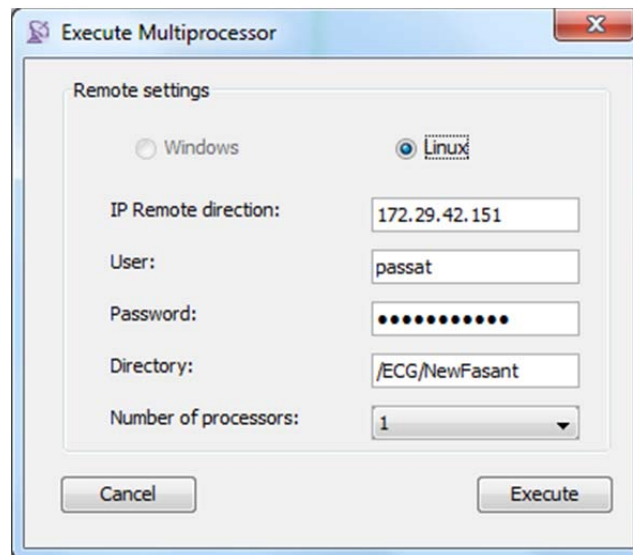 Execute Multiprocessor
Remote settings
Windows Linux
IP Remote direction: 172.29.42.151
User: passat
Password: ●●●●●●●●●●●
Directory: /ECG/NewFasant
Number of processors: 1
Cancel Execute